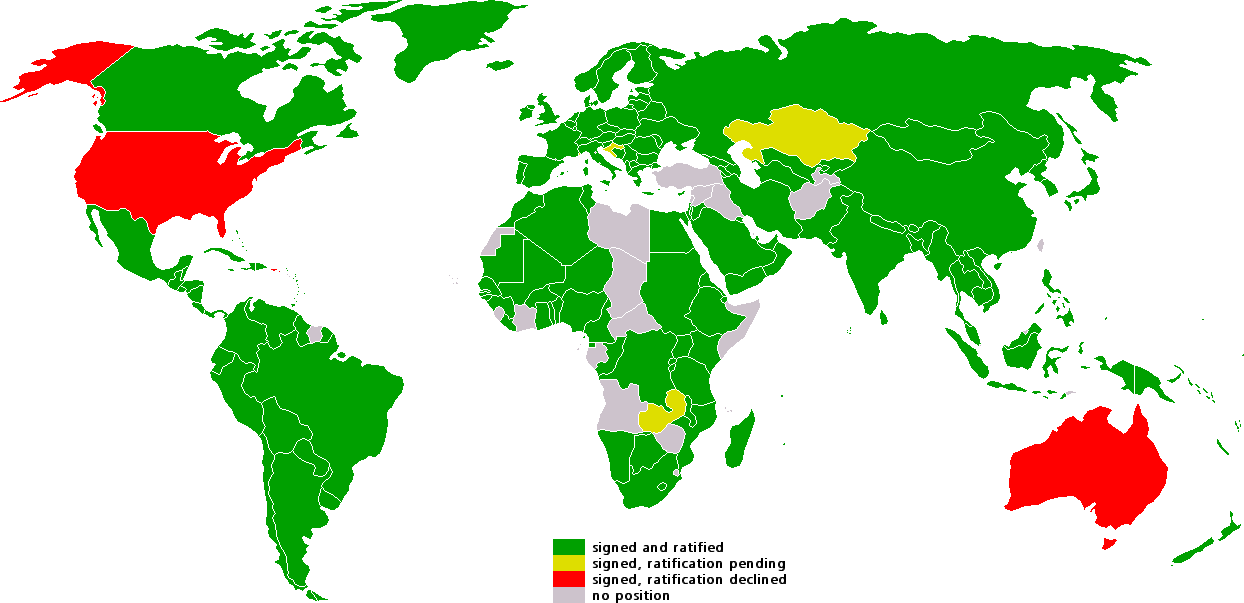 signed and ratified
signed, ratification pending
signed, ratification declined
no position